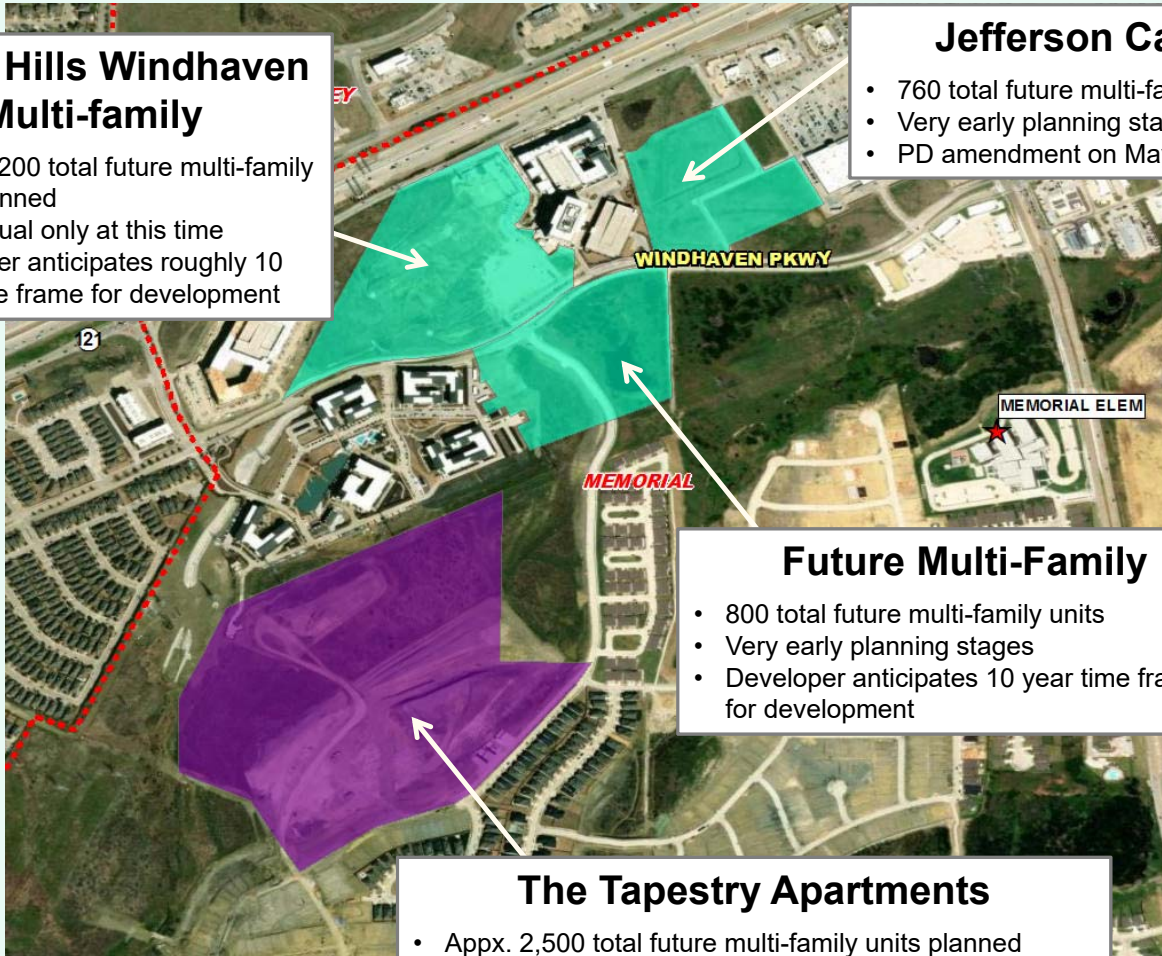 Hills Windhaven
Multi-family
200 total future multi-family
nned
ual only at this time
er anticipates roughly 10
e frame for development
EY
Jefferson Ca
• 760 total future multi-fa
• Very early planning sta
• PD amendment on Ma
WINDHAVEN PKWY
121
MEMORIAL ELEM
MEMORIAL
Future Multi-Family
• 800 total future multi-family units
• Very early planning stages
• Developer anticipates 10 year time fra
for development
The Tapestry Apartments
• Appx. 2,500 total future multi-family units planned